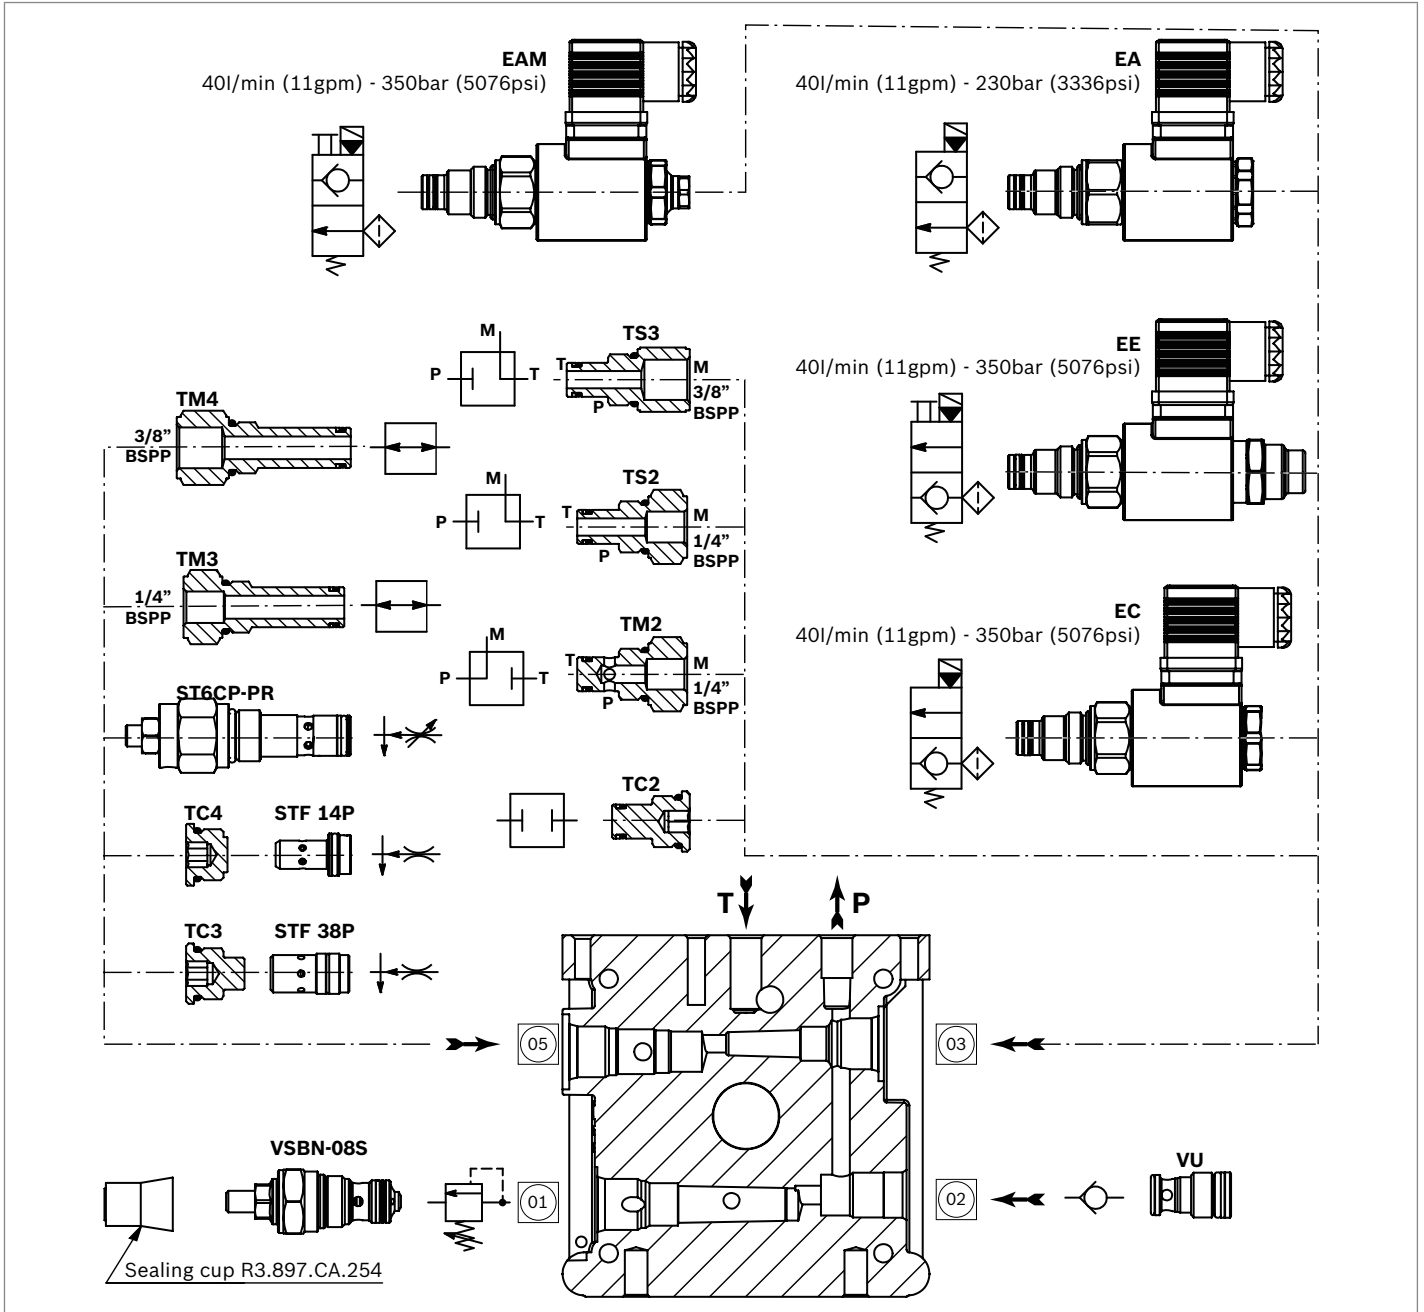 EAM
40l/min (11gpm) - 350bar (5076psi)
EA
40l/min (11gpm) - 230bar (3336psi)
M
P
T
TS3
T
P
M
3/8”
BSPP
EE
40l/min (11gpm) - 350bar (5076psi)
TM4
3/8”
BSPP
M
P
T
TS2
T
P
M
1/4”
BSPP
TM3
1/4”
BSPP
M
P
T
TM2
T
P
M
1/4”
BSPP
EC
40l/min (11gpm) - 350bar (5076psi)
ST6CP-PR
TC2
TC4
STF 14P
TC3
STF 38P
T
P
05
03
VSBN-08S
01
02
VU
Sealing cup R3.897.CA.254